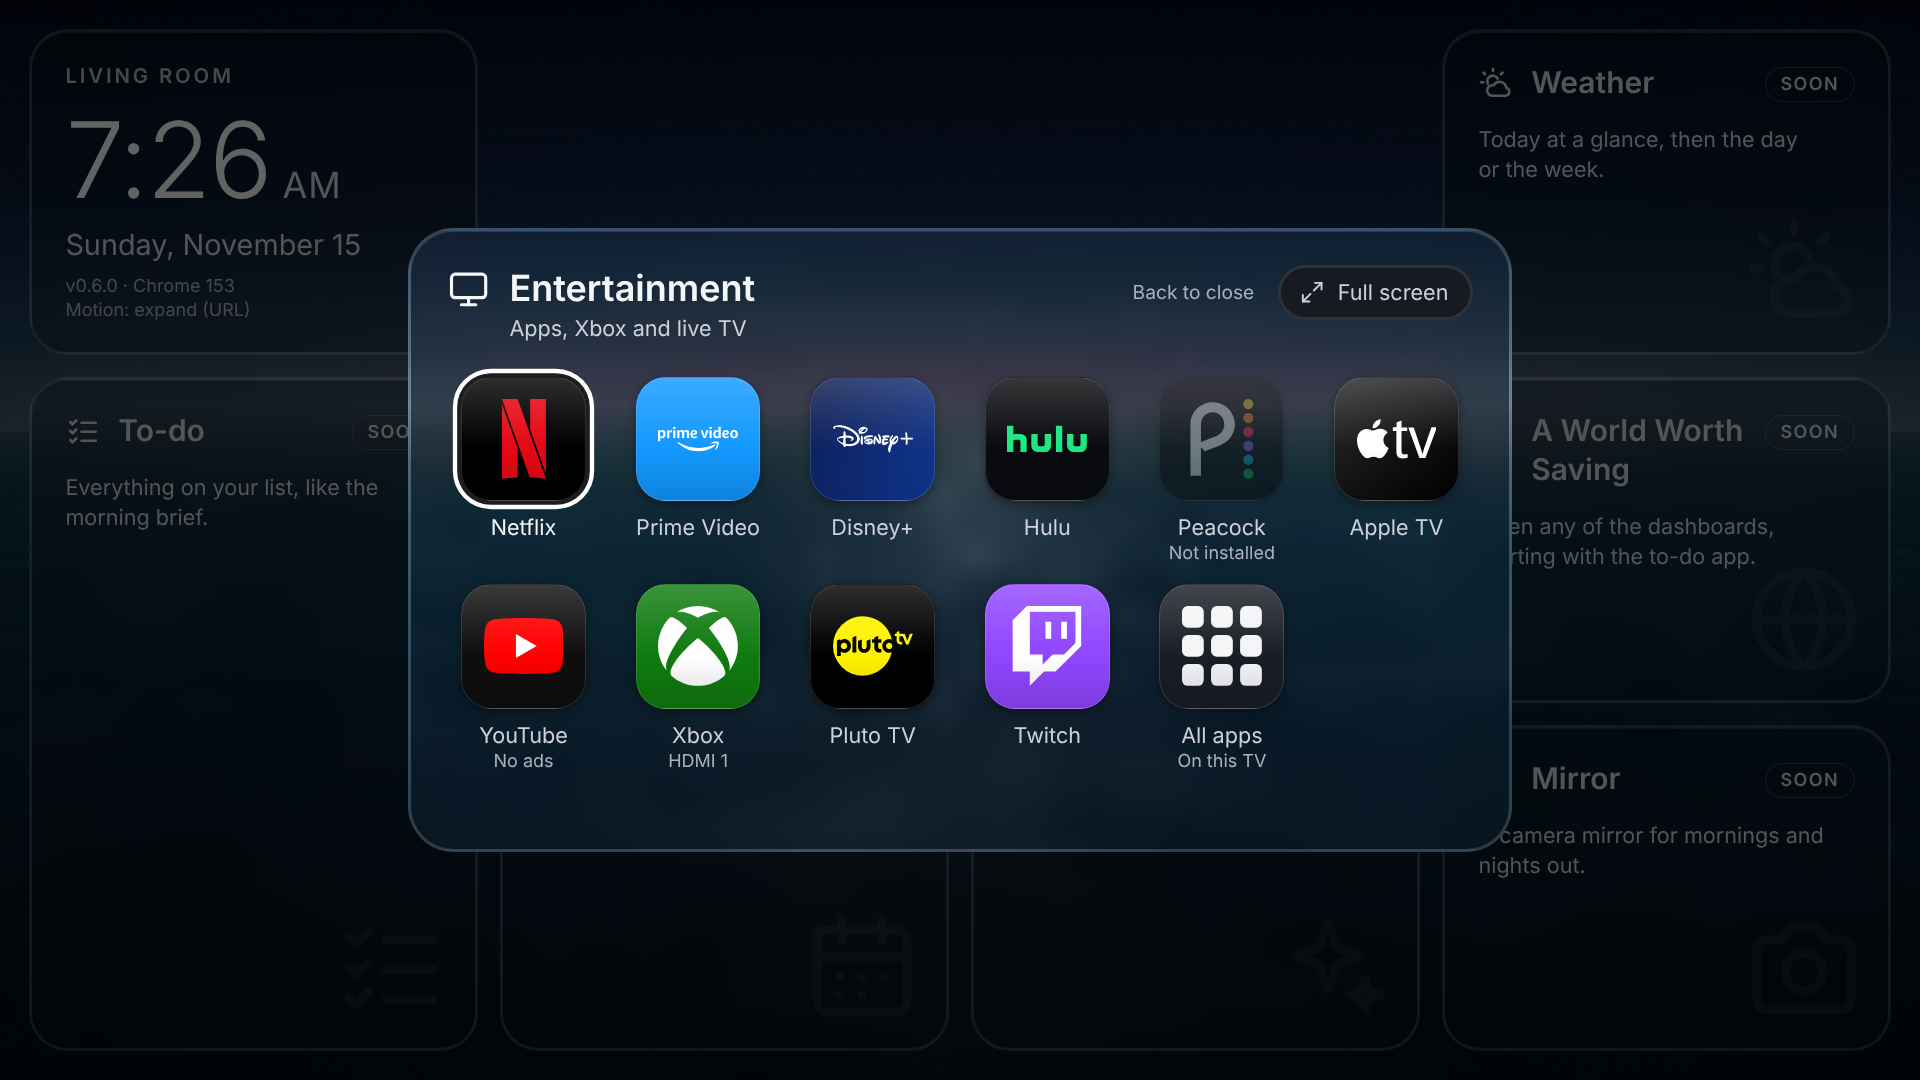 LIVING ROOM
7:26 AM
Sunday, November 15
v0.6.0 · Chrome 153
Motion: expand (URL)
Weather
SOON
Today at a glance, then the day
or the week.
Entertainment
Apps, Xbox and live TV
Back to close
Full screen
prime video
Disney+
hulu
tv
Netflix
Prime Video
Disney+
Hulu
Peacock
Not installed
Apple TV
pluto tv
YouTube
No ads
Xbox
HDMI 1
Pluto TV
Twitch
All apps
On this TV
To-do
Everything on your list, like the
morning brief.
A World Worth
Saving
SOON
any of the dashboards,
with the to-do app.
Mirror
SOON
camera mirror for mornings and
nights out.